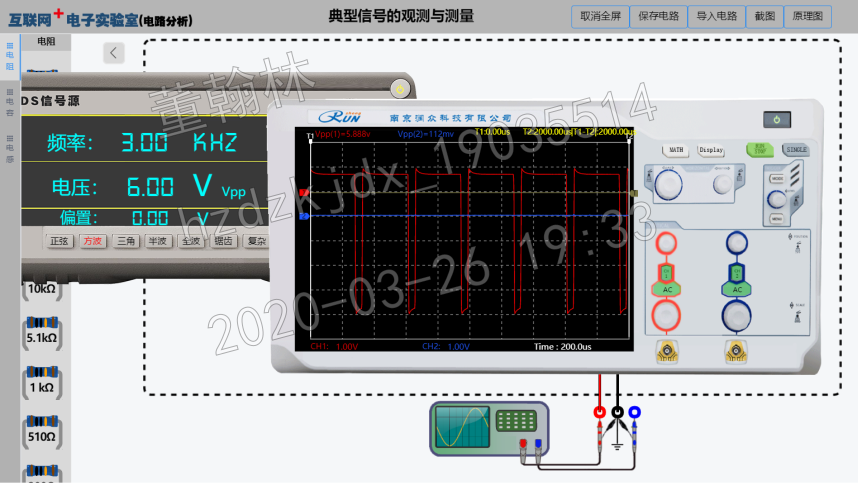 互联网+电子实验室(电路分析)
典型信号的观测与测量
取消全屏
保存电路
导入电路
截图
原理图
电阻
电阻
电容
电感
DS信号源
频率: 3.00 KHZ
电压: 6.00 V Vpp
偏置: 0.00 V
正弦
方波
三角
半波
全波
锯齿
复杂
10kΩ
5.1kΩ
1 kΩ
510Ω
RUN 南京润众科技有限公司
T1 Vpp(1)=5.886v Vpp(2)=112mv T1:0.00us T2:2000.00us|T1-T2|:2000.00us
CH1: 1.00V CH2: 1.00V Time : 200.0us
MATH
Display
RUN STOP
SINGLE
MODE
MENU
AC
AC
董翰林
hzdzkjdx_19035514
2020-03-26 19:33